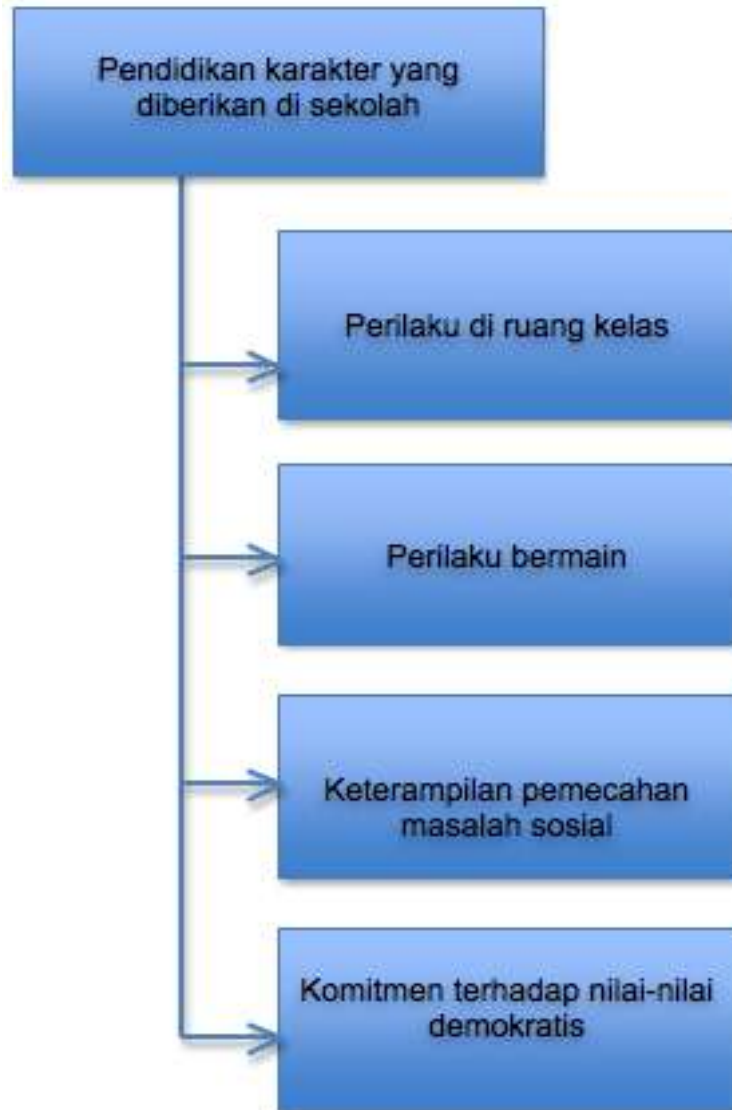 Pendidikan karakter yang
diberikan di sekolah
Perilaku di ruang kelas
Perilaku bermain
Keterampilan pemecahan
masalah sosial
Komitmen terhadap nilai-nilai
demokratis